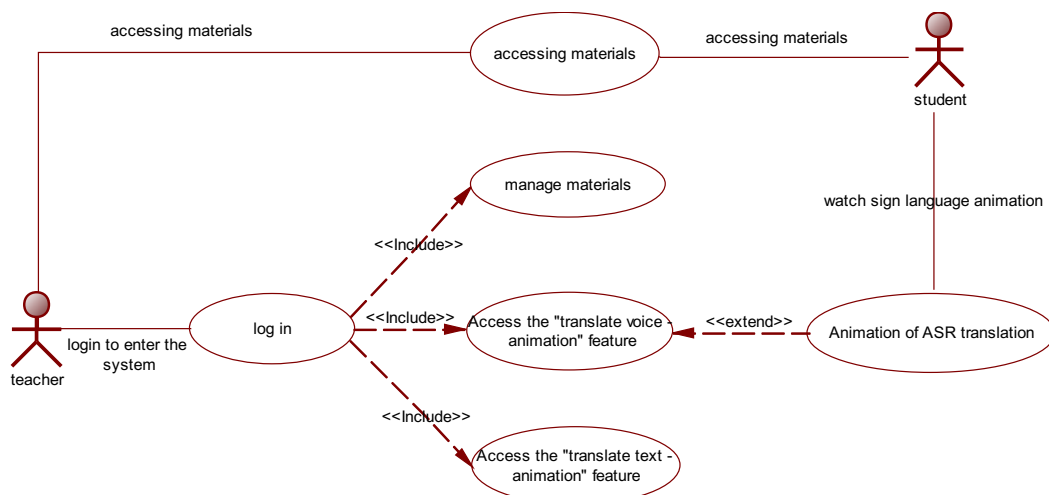 accessing materials
accessing materials
accessing materials
student
manage materials
watch sign language animation
<<Include>>
log in
<<Include>>
Access the "translate voice -
animation" feature
<<extend>>
Animation of ASR translation
login to enter the
system
teacher
<<Include>>
Access the "translate text -
animation" feature